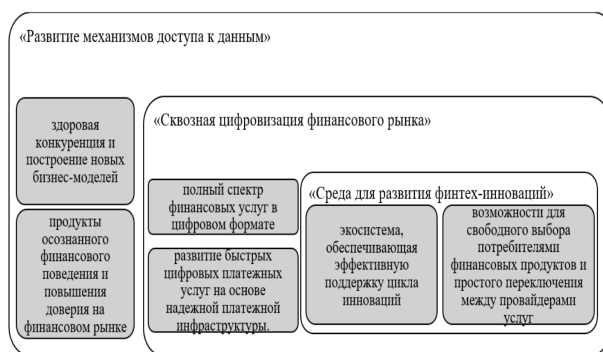 «Развитие механизмов доступа к данным»
здоровая
конкуренция и
построение новых
бизнес-моделей
продукты
осознанного
финансового
поведения и
повышения
доверия на
финансовом рынке
«Сквозная цифровизация финансового рынка»
полный спектр
финансовых услуг в
цифровом формате
развитие быстрых
цифровых платежных
услуг на основе
надежной платежной
инфраструктуры.
«Среда для развития финтех-инноваций»
экосистема,
обеспечивающая
эффективную
поддержку цикла
инноваций
возможности для
свободного выбора
потребителями
финансовых продуктов и
простого переключения
между провайдерами
услуг